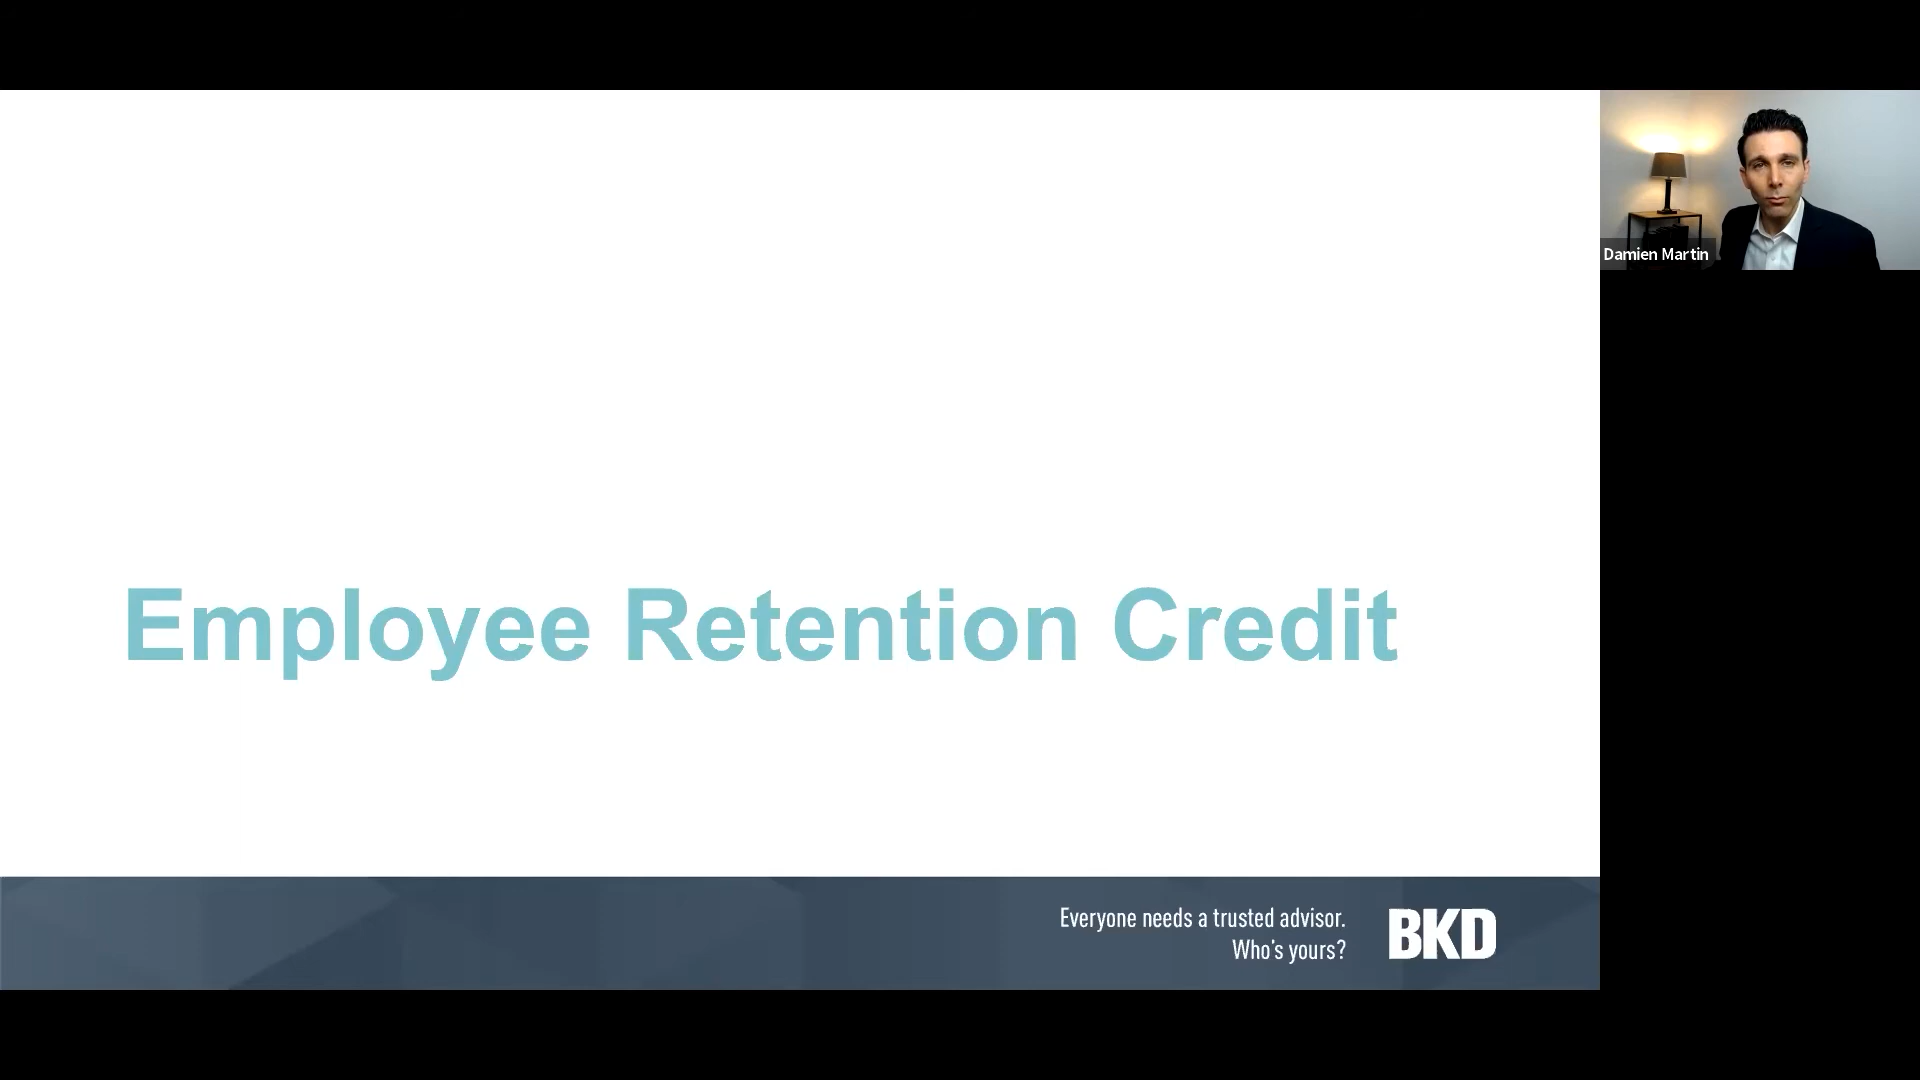 Damien Martin
Employee Retention Credit
Everyone needs a trusted advisor.
Who's yours?
BKD